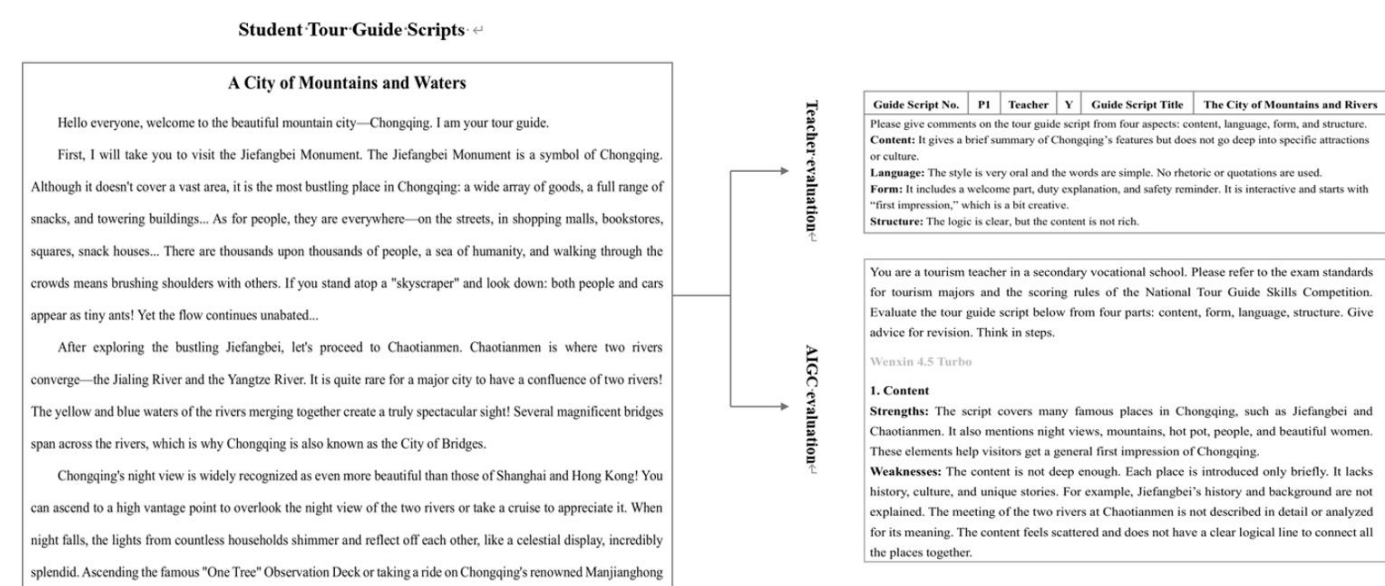 Student Tour Guide Scripts
A City of Mountains and Waters
Hello everyone, welcome to the beautiful mountain city—Chongqing. I am your tour guide.
First, I will take you to visit the Jiefangbei Monument. The Jiefangbei Monument is a symbol of Chongqing.
Although it doesn't cover a vast area, it is the most bustling place in Chongqing: a wide array of goods, a full range of
snacks, and towering buildings... As for people, they are everywhere—on the streets, in shopping malls, bookstores,
squares, snack houses... There are thousands upon thousands of people, a sea of humanity, and walking through the
crowds means brushing shoulders with others. If you stand atop a "skyscraper" and look down: both people and cars
appear as tiny ants! Yet the flow continues unabated...
After exploring the bustling Jiefangbei, let's proceed to Chaotianmen. Chaotianmen is where two rivers
converge—the Jialing River and the Yangtze River. It is quite rare for a major city to have a confluence of two rivers!
The yellow and blue waters of the rivers merging together create a truly spectacular sight! Several magnificent bridges
span across the rivers, which is why Chongqing is also known as the City of Bridges.
Chongqing's night view is widely recognized as even more beautiful than those of Shanghai and Hong Kong! You
can ascend to a high vantage point to overlook the night view of the two rivers or take a cruise to appreciate it. When
night falls, the lights from countless households shimmer and reflect off each other, like a celestial display, incredibly
splendid. Ascending the famous "One Tree" Observation Deck or taking a ride on Chongqing's renowned Manjianghong
Teacher evaluation
AIGC evaluation
Guide Script No. P1 Teacher Y Guide Script Title The City of Mountains and Rivers
Please give comments on the tour guide script from four aspects: content, language, form, and structure.
Content: It gives a brief summary of Chongqing's features but does not go deep into specific attractions
or culture.
Language: The style is very oral and the words are simple. No rhetoric or quotations are used.
Form: It includes a welcome part, duty explanation, and safety reminder. It is interactive and starts with
“first impression,” which is a bit creative.
Structure: The logic is clear, but the content is not rich.
You are a tourism teacher in a secondary vocational school. Please refer to the exam standards
for tourism majors and the scoring rules of the National Tour Guide Skills Competition.
Evaluate the tour guide script below from four parts: content, form, language, structure. Give
advice for revision. Think in steps.
Wenxin 4.5 Turbo
1. Content
Strengths: The script covers many famous places in Chongqing, such as Jiefangbei and
Chaotianmen. It also mentions night views, mountains, hot pot, people, and beautiful women.
These elements help visitors get a general first impression of Chongqing.
Weaknesses: The content is not deep enough. Each place is introduced only briefly. It lacks
history, culture, and unique stories. For example, Jiefangbei's history and background are not
explained. The meeting of the two rivers at Chaotianmen is not described in detail or analyzed
for its meaning. The content feels scattered and does not have a clear logical line to connect all
the places together.